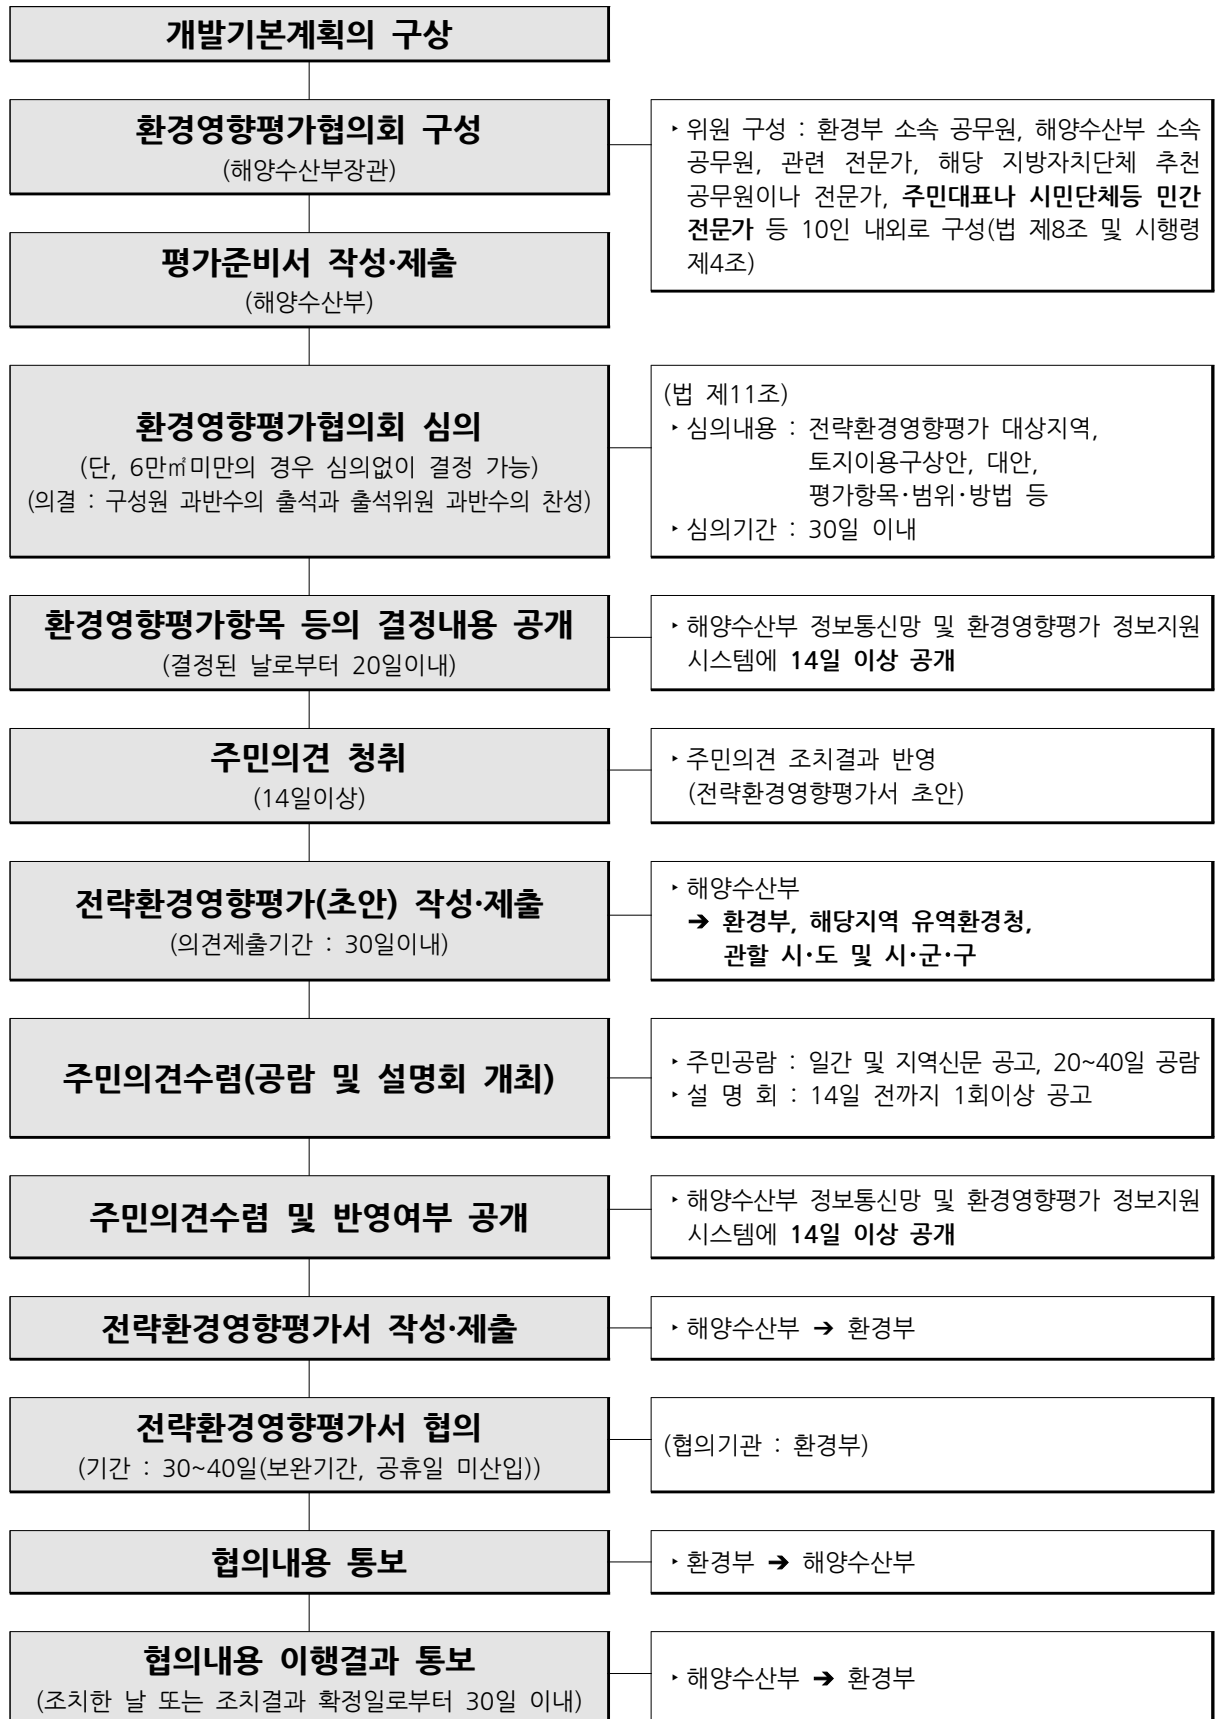 개발기본계획의 구상
환경영향평가협의회 구성
(해양수산부장관)
‣위원 구성 : 환경부 소속 공무원, 해양수산부 소속
공무원, 관련 전문가, 해당 지방자치단체 추천
공무원이나 전문가, 주민대표나 시민단체등 민간
전문가 등 10인 내외로 구성(법 제8조 및 시행령
제4조)
평가준비서 작성·제출
(해양수산부)
환경영향평가협의회 심의
(단, 6만㎡미만의 경우 심의없이 결정 가능)
(의결 : 구성원 과반수의 출석과 출석위원 과반수의 찬성)
(법 제11조)
‣심의내용 : 전략환경영향평가 대상지역,
토지이용구상안, 대안,
평가항목·범위·방법 등
‣심의기간 : 30일 이내
환경영향평가항목 등의 결정내용 공개
(결정된 날로부터 20일이내)
‣해양수산부 정보통신망 및 환경영향평가 정보지원
시스템에 14일 이상 공개
주민의견 청취
(14일이상)
‣주민의견 조치결과 반영
(전략환경영향평가서 초안)
전략환경영향평가(초안) 작성·제출
(의견제출기간 : 30일이내)
‣해양수산부
➔ 환경부, 해당지역 유역환경청,
관할 시·도 및 시·군·구
주민의견수렴(공람 및 설명회 개최)
‣주민공람 : 일간 및 지역신문 공고, 20~40일 공람
‣설 명 회 : 14일 전까지 1회이상 공고
주민의견수렴 및 반영여부 공개
‣해양수산부 정보통신망 및 환경영향평가 정보지원
시스템에 14일 이상 공개
전략환경영향평가서 작성·제출
‣해양수산부 ➔ 환경부
전략환경영향평가서 협의
(기간 : 30~40일(보완기간, 공휴일 미산입))
(협의기관 : 환경부)
협의내용 통보
‣환경부 ➔ 해양수산부
협의내용 이행결과 통보
(조치한 날 또는 조치결과 확정일로부터 30일 이내)
‣해양수산부 ➔ 환경부